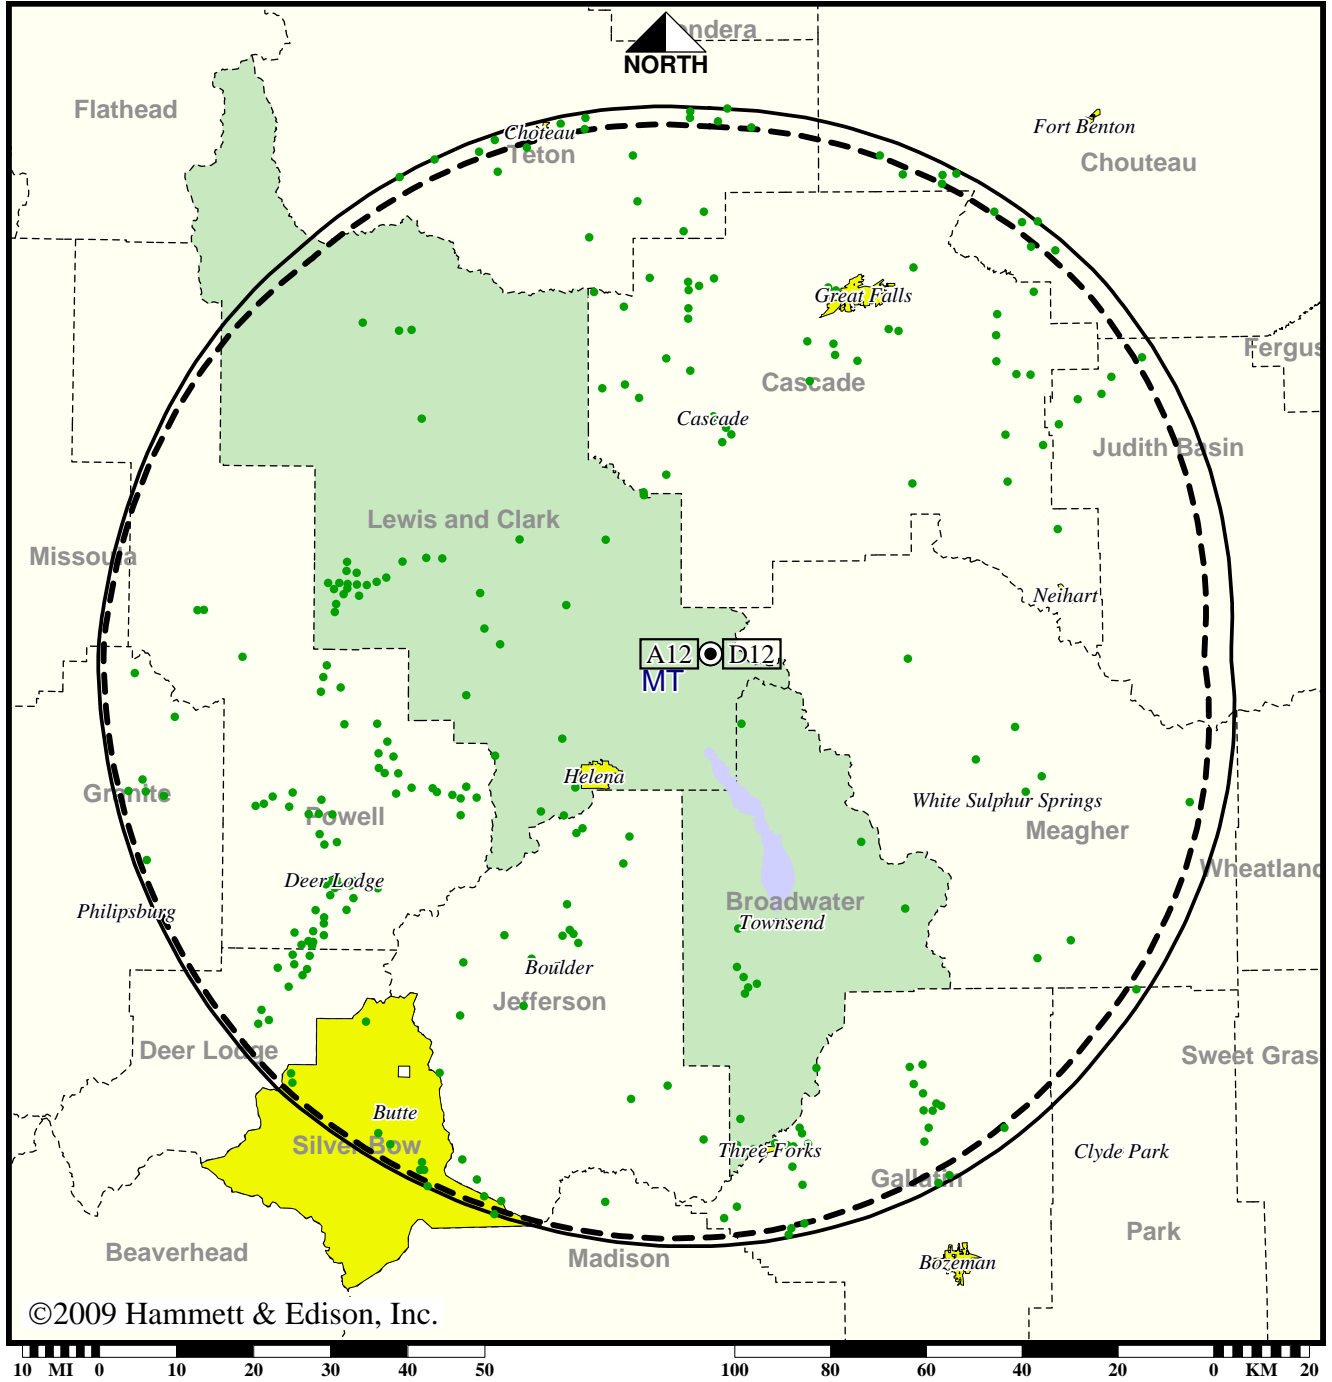 ondera
NORTH
Flathead
Choteau
Teton
Fort Benton
Chouteau
Great Falls
Fergus
Cascade
Cascade
Judith Basin
Lewis and Clark
Missoula
Neihart
A12 D12
MT
Helena
Granite
Powell
White Sulphur Springs
Meagher
Wheatland
Deer Lodge
Broadwater
Philipsburg
Townsend
Boulder
Jefferson
Deer Lodge
Sweet Gras
Butte
Silver Bow
Three Forks
Clyde Park
Gallatin
Park
Beaverhead
Madison
Bozeman
©2009 Hammett & Edison, Inc.
10 MI 0 10 20 30 40 50 100 80 60 40 20 0 KM 20